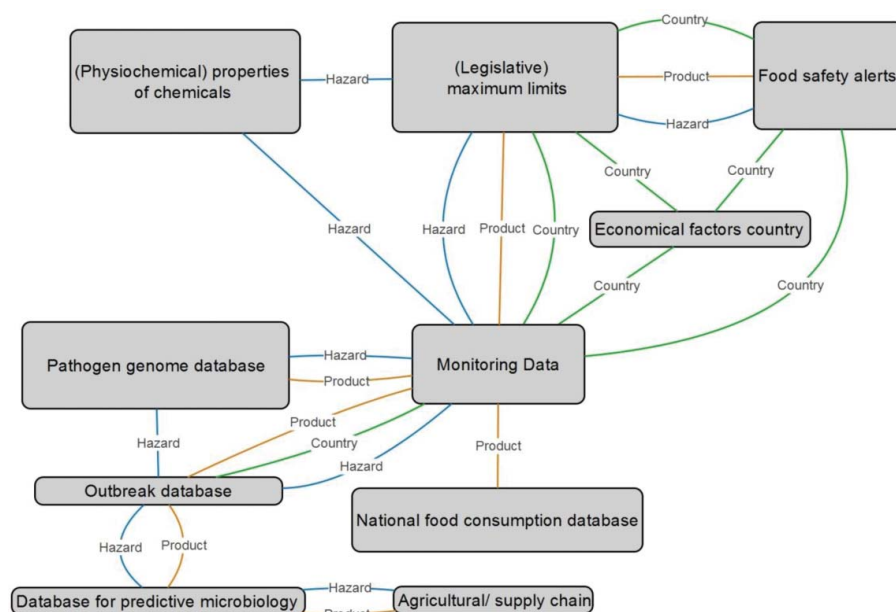 Country
(Physiochemical) properties
of chemicals
Hazard
(Legislative)
maximum limits
Product
Food safety alerts
Hazard
Country
Country
Hazard
Hazard
Product
Country
Economical factors country
Country
Country
Pathogen genome database
Hazard
Product
Monitoring Data
Product
Country
Hazard
Hazard
Product
Outbreak database
National food consumption database
Hazard
Product
Hazard
Database for predictive microbiology
Agricultural/ supply chain
Product